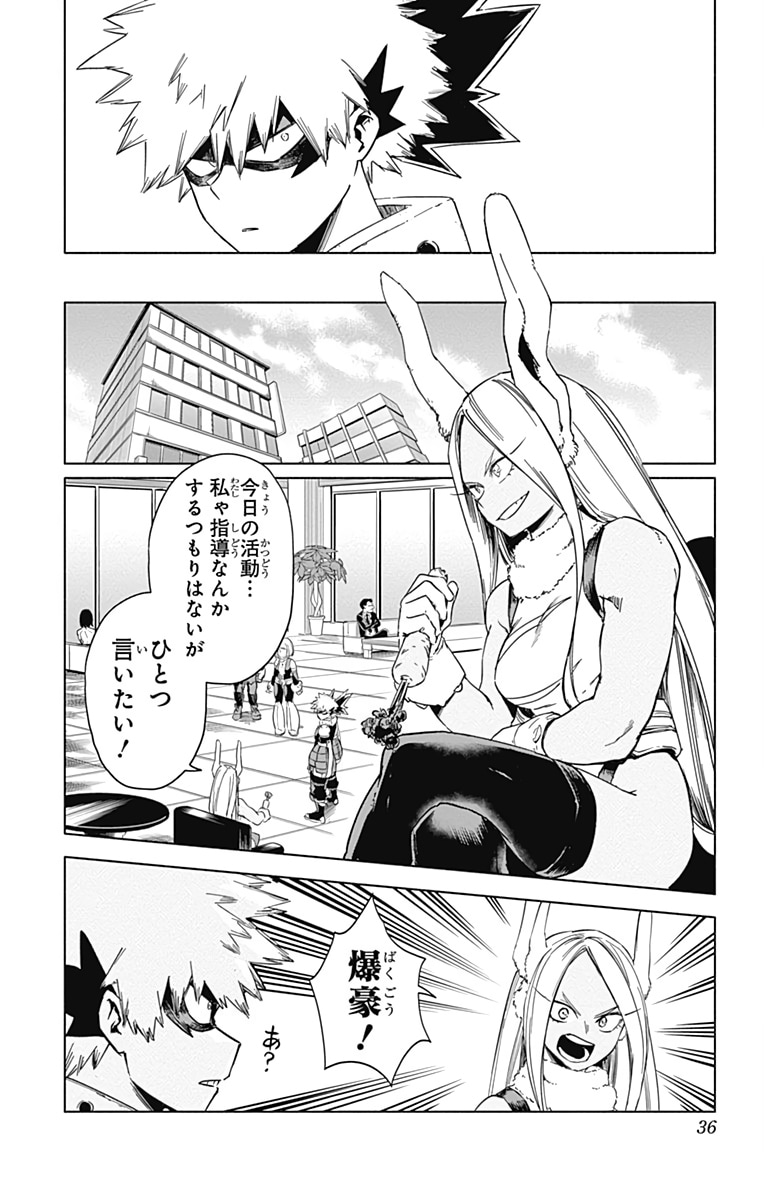 今日の活動…
私ゃ指導なんか
するつもりはないが
ひとつ
言いたい！
爆豪！
あ？
36